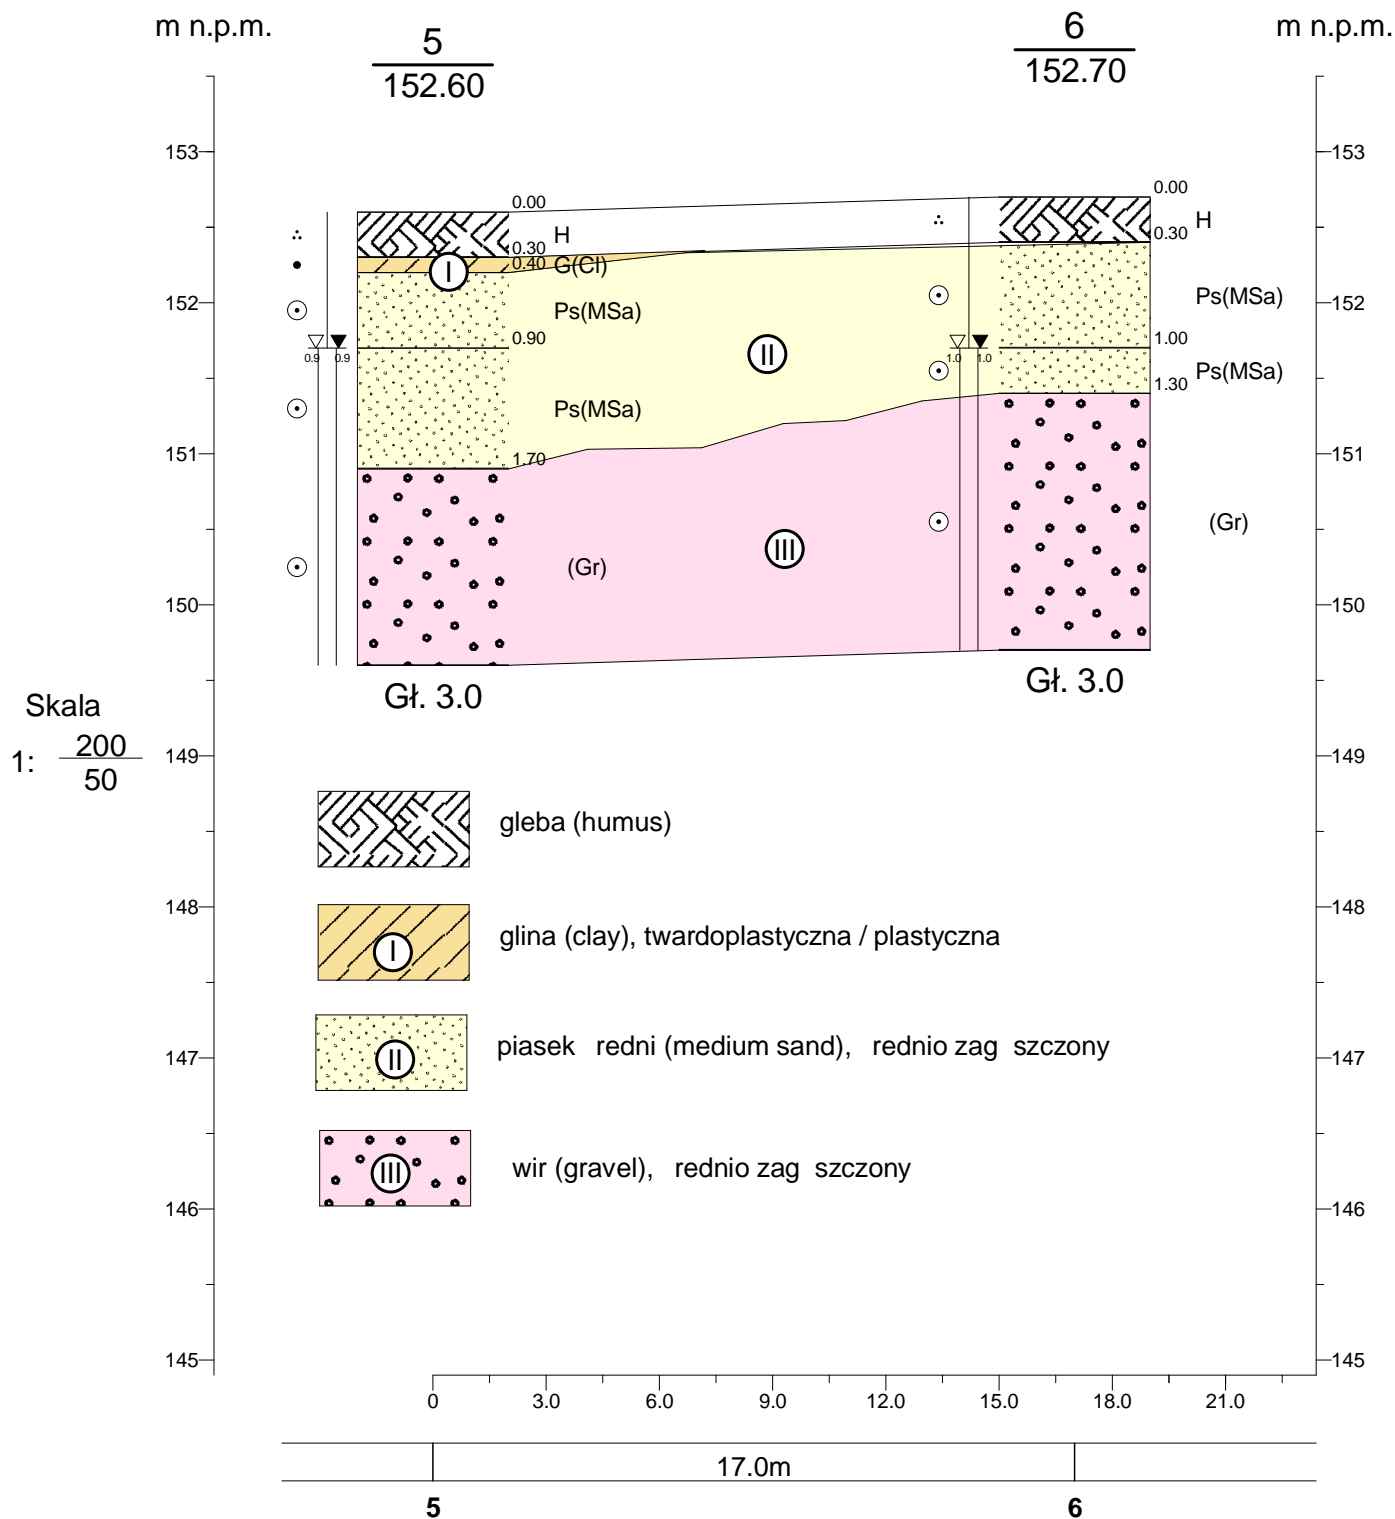 m n.p.m.
5
152.60
6
152.70
m n.p.m.
153
153
0.00
0.00
H
H
0.30
0.30
I
0.40
G(Cl)
152
152
Ps(MSa)
Ps(MSa)
0.90
1.00
0.9
0.9
II
1.0
1.0
Ps(MSa)
Ps(MSa)
1.30
151
151
1.70
(Gr)
III
(Gr)
150
150
Gł. 3.0
Gł. 3.0
Skala
1: 200
50
149
149
gleba (humus)
148
148
I
glina (clay), twardoplastyczna / plastyczna
147
147
II
piasek redni (medium sand), rednio zag szczony
III
wir (gravel), rednio zag szczony
146
146
145
145
0 3.0 6.0 9.0 12.0 15.0 18.0 21.0
17.0m
5
6